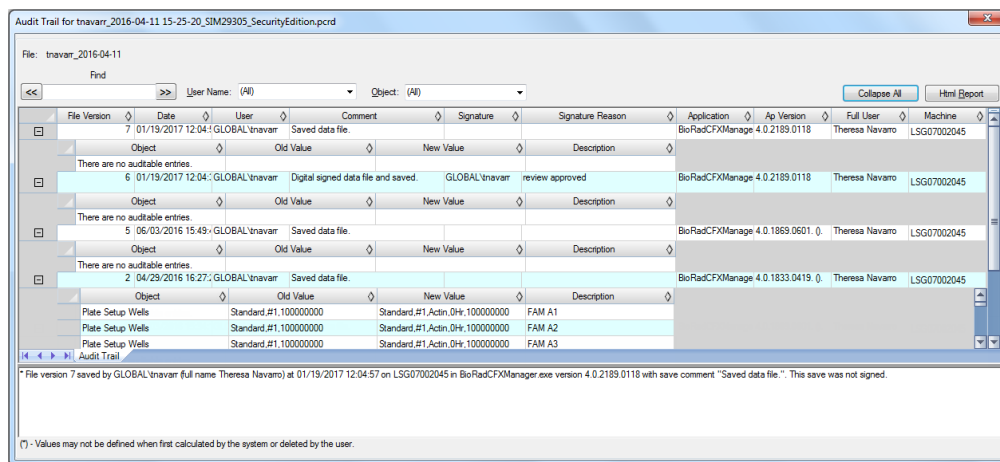 Audit Trail for tnavarr_2016-04-11 15-25-20_SIM29305_SecurityEdition.pcrd
File: tnavarr_2016-04-11
Find
<< >> User Name: (All) Object: (All) Collapse All Html Report
File Version Date User Comment Signature Signature Reason Application Ap Version Full User Machine
7 01/19/2017 12:04: GLOBAL\tnavarr Saved data file. BioRadCFXManage 4.0.2189.0118 Theresa Navarro LSG07002045
Object Old Value New Value Description
There are no auditable entries.
6 01/19/2017 12:04: GLOBAL\tnavarr Digital signed data file and saved. GLOBAL\tnavarr review approved BioRadCFXManage 4.0.2189.0118 Theresa Navarro LSG07002045
Object Old Value New Value Description
There are no auditable entries.
5 06/03/2016 15:49: GLOBAL\tnavarr Saved data file. BioRadCFXManage 4.0.1869.0601. (). Theresa Navarro LSG07002045
Object Old Value New Value Description
There are no auditable entries.
2 04/29/2016 16:27: GLOBAL\tnavarr Saved data file. BioRadCFXManage 4.0.1833.0419. (). Theresa Navarro LSG07002045
Object Old Value New Value Description
Plate Setup Wells Standard,#1,100000000 Standard,#1,Actin,0Hr,100000000 FAM A1
Plate Setup Wells Standard,#1,100000000 Standard,#1,Actin,0Hr,100000000 FAM A2
Plate Setup Wells Standard,#1,100000000 Standard,#1,Actin,0Hr,100000000 FAM A3
Audit Trail
* File version 7 saved by GLOBAL\tnavarr (full name Theresa Navarro) at 01/19/2017 12:04:57 on LSG07002045 in BioRadCFXManager.exe version 4.0.2189.0118 with save comment "Saved data file.". This save was not signed.
(*) - Values may not be defined when first calculated by the system or deleted by the user.